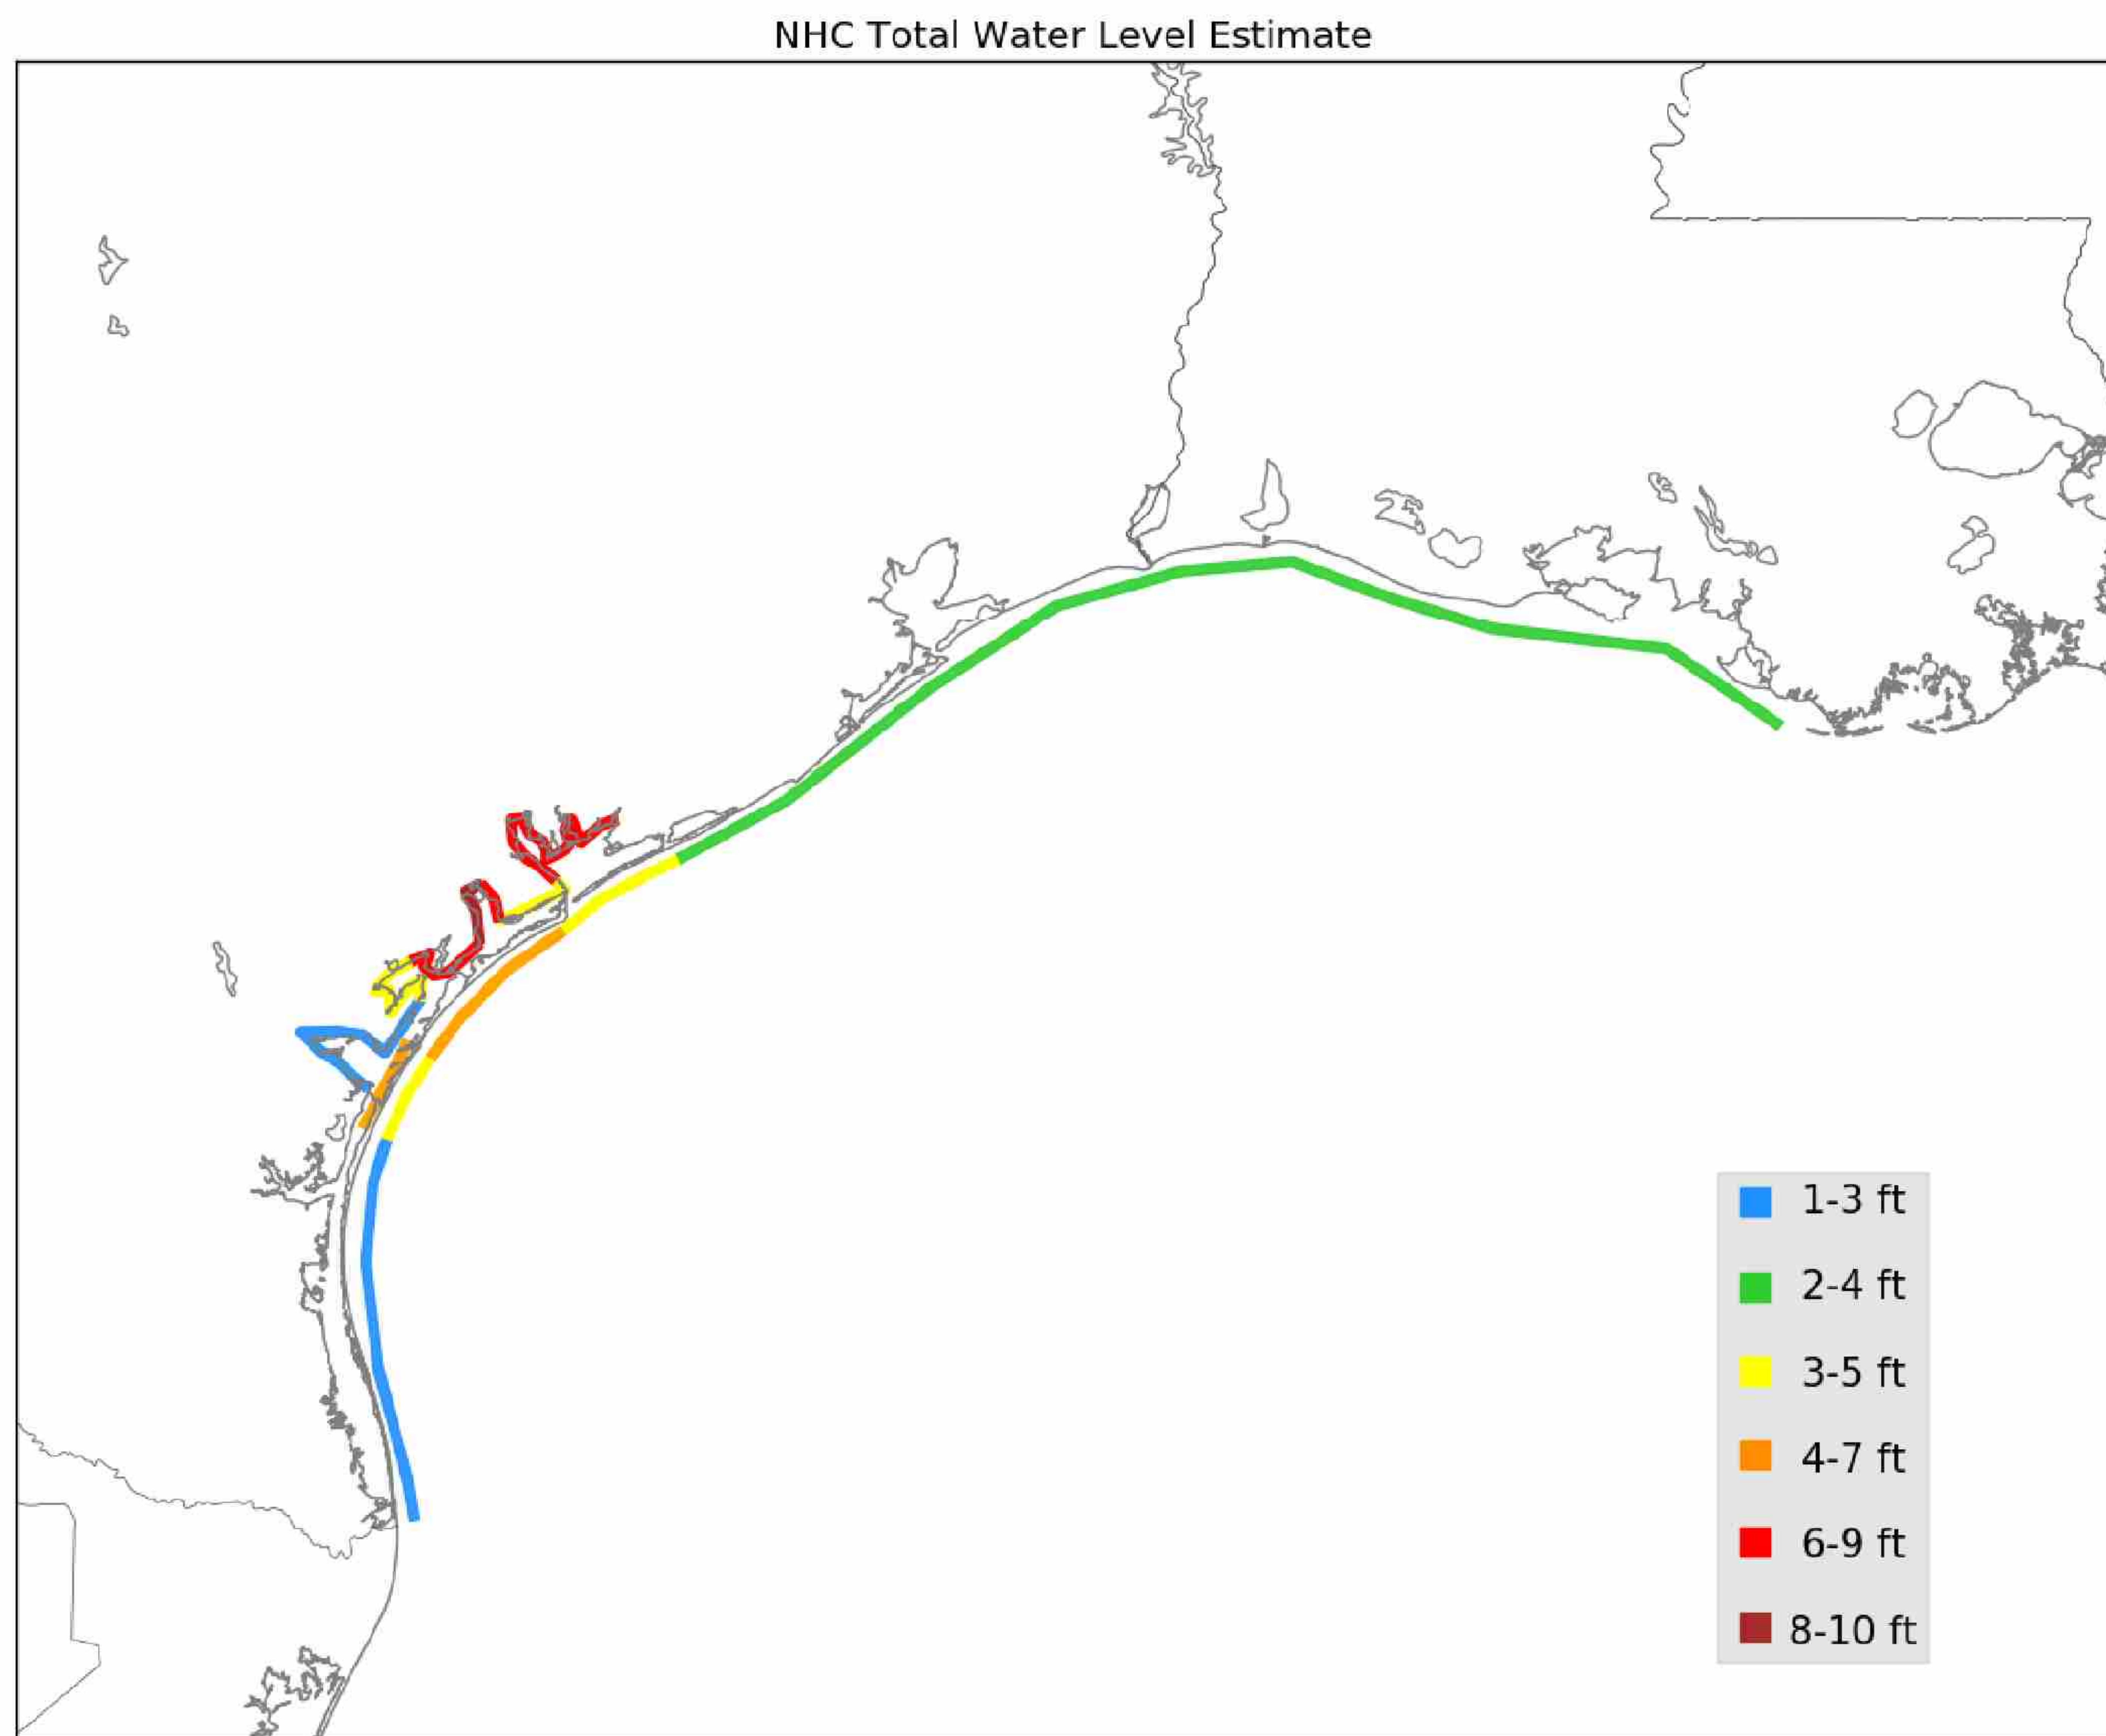 NHC Total Water Level Estimate
1-3 ft
2-4 ft
3-5 ft
4-7 ft
6-9 ft
8-10 ft